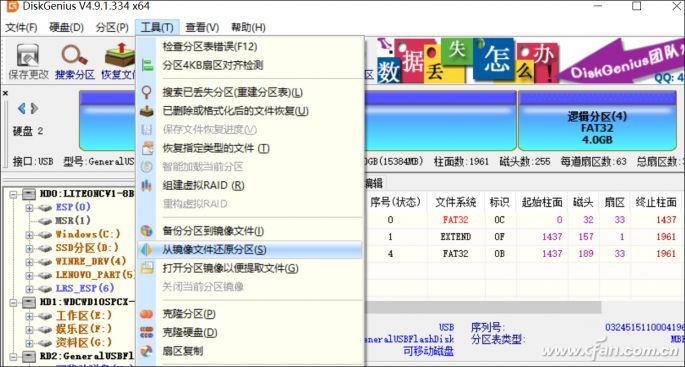 DiskGenius V4.9.1.334 x64
文件(F) 硬盘(D) 分区(P) 工具(T) 查看(V) 帮助(H)
保存更改 搜索分区 恢复文件
数据丢失怎么办!
DiskGenius团队
QQ: 4
检查分区表错误(F12)
分区4KB扇区对齐检测
搜索已丢失分区(重建分区表)(L)
已删除或格式化后的文件恢复(U)
保存文件恢复进度(V)
恢复指定类型的文件 (T)
智能加载当前分区
组建虚拟RAID (R)
重构虚拟RAID
备份分区到镜像文件(I)
从镜像文件还原分区(S)
打开分区镜像以便提取文件(G)
关闭当前分区镜像
克隆分区(P)
克隆硬盘(D)
扇区复制
硬盘 2
逻辑分区(4)
FAT32
4.0GB
接口:USB 型号:GeneralUS
GB(15384MB) 柱面数:1961 磁头数:255 每道扇区数:63 总扇区数:3
HD0:LITEONCV1-8B
ESP(0)
MSR(1)
Windows(C:)
SSD分区(D:)
WINRE_DRV(4)
LENOVO_PART(5)
LRS_ESP(6)
HD1:WDCWD10SPCX-
工作区(E:)
娱乐区(F:)
资料区(G:)
RD2:GeneralUSBFl
编辑
序号(状态) 文件系统 标识 起始柱面 磁头 扇区 终止柱面
0 FAT32 0C 0 32 33 1437
1 EXTEND 0F 1437 157 1 1961
4 FAT32 0B 1437 189 33 1961
USB 序列号: 0324515110004196
GeneralUSBFlashDisk 分区表类型: MB
可移动磁盘
www.cfan.com.cn